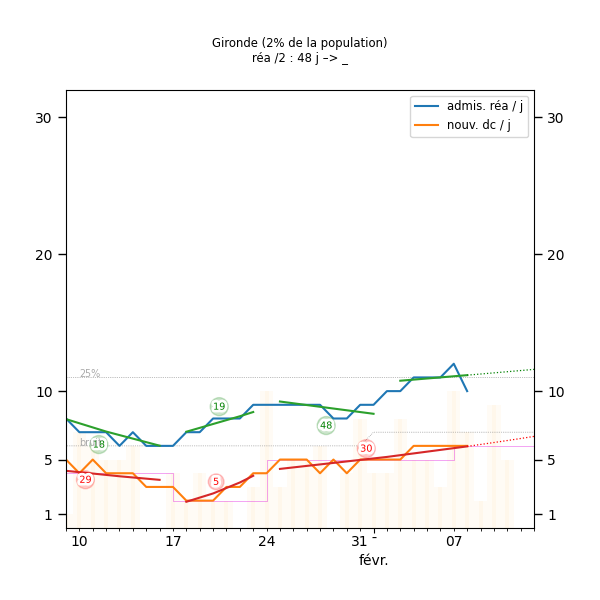 Gironde (2% de la population)
réa /2 : 48 j –> _
admis. réa / j
nouv. dc / j
30 30
20 20
25%
10 10
19
48
18
30
5 5
29
5
1 1
10 17 24 31 - 07
févr.